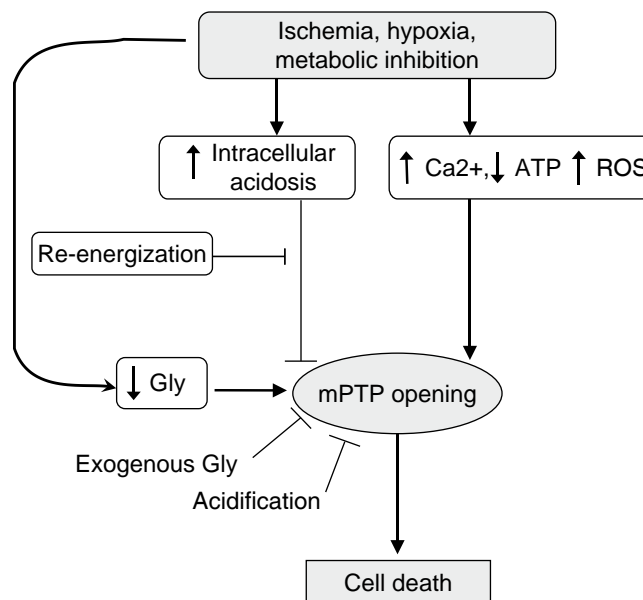 Ischemia, hypoxia,
metabolic inhibition
Intracellular
acidosis
Ca2+, ATP ROS
Re-energization
Gly
mPTP opening
Exogenous Gly
Acidification
Cell death